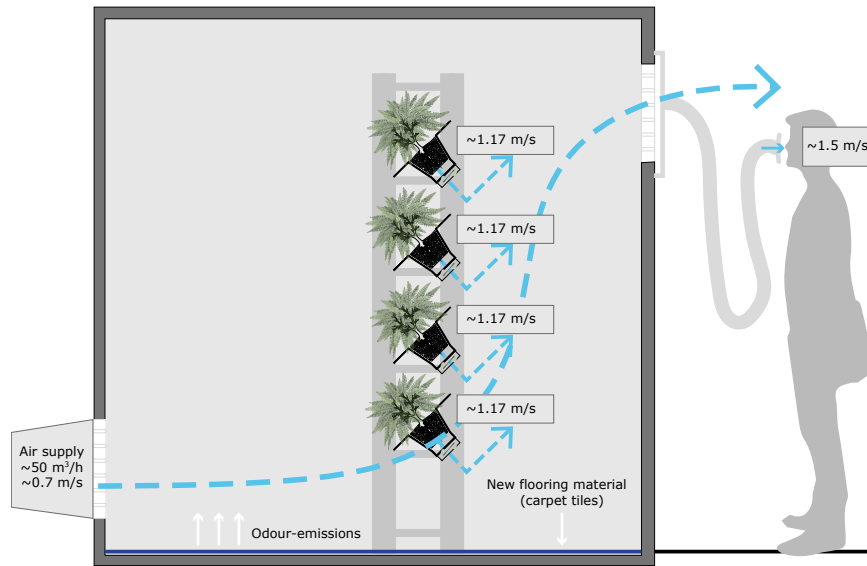 ~1.17 m/s
~1.5 m/s
~1.17 m/s
~1.17 m/s
~1.17 m/s
Air supply
~50 m³/h
~0.7 m/s
New flooring material
(carpet tiles)
Odour-emissions